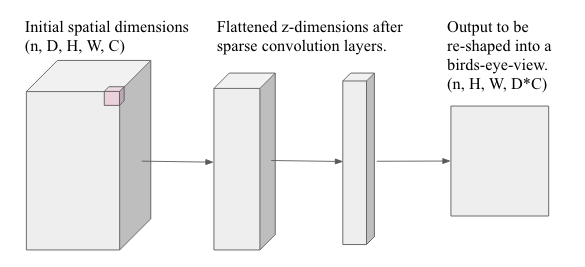 Initial spatial dimensions
(n, D, H, W, C)
Flattened z-dimensions after
sparse convolution layers.
Output to be
re-shaped into a
birds-eye-view.
(n, H, W, D*C)